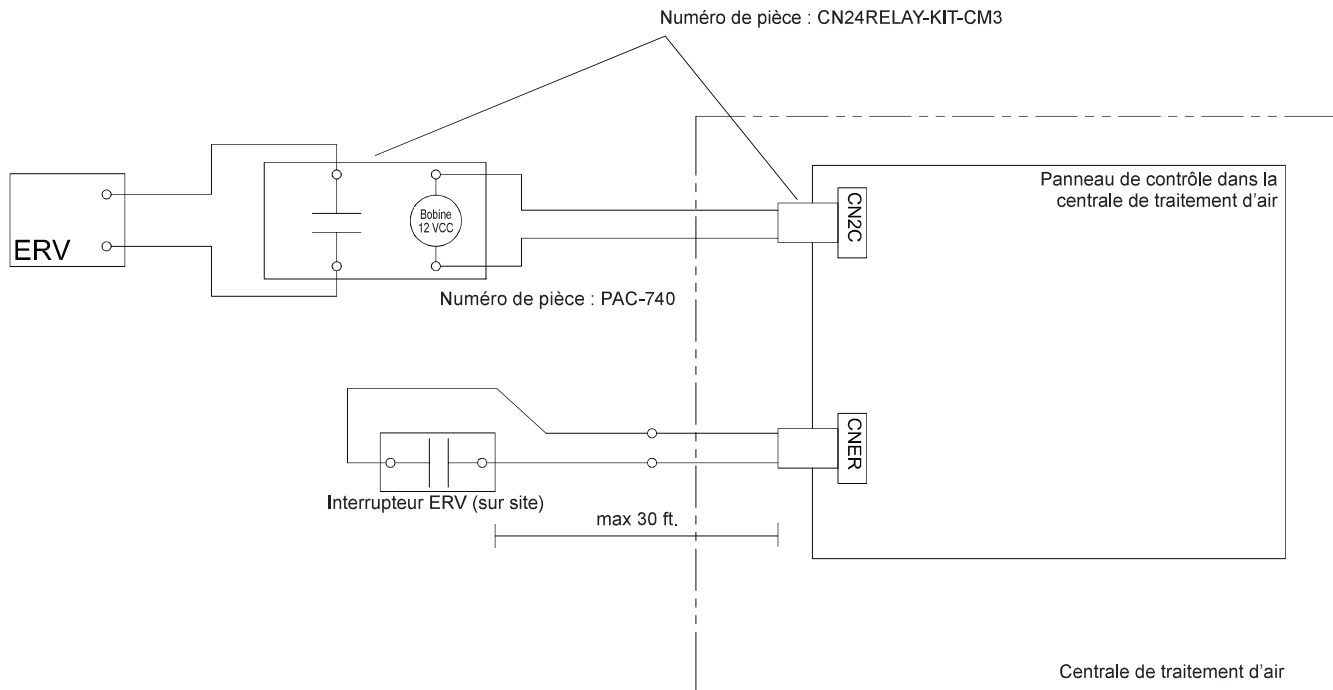 Numéro de pièce : CN24RELAY-KIT-CM3
Panneau de contrôle dans la
centrale de traitement d’air
CN2C
Bobine
12 VCC
ERV
Numéro de pièce : PAC-740
CNER
Interrupteur ERV (sur site)
max 30 ft.
Centrale de traitement d’air